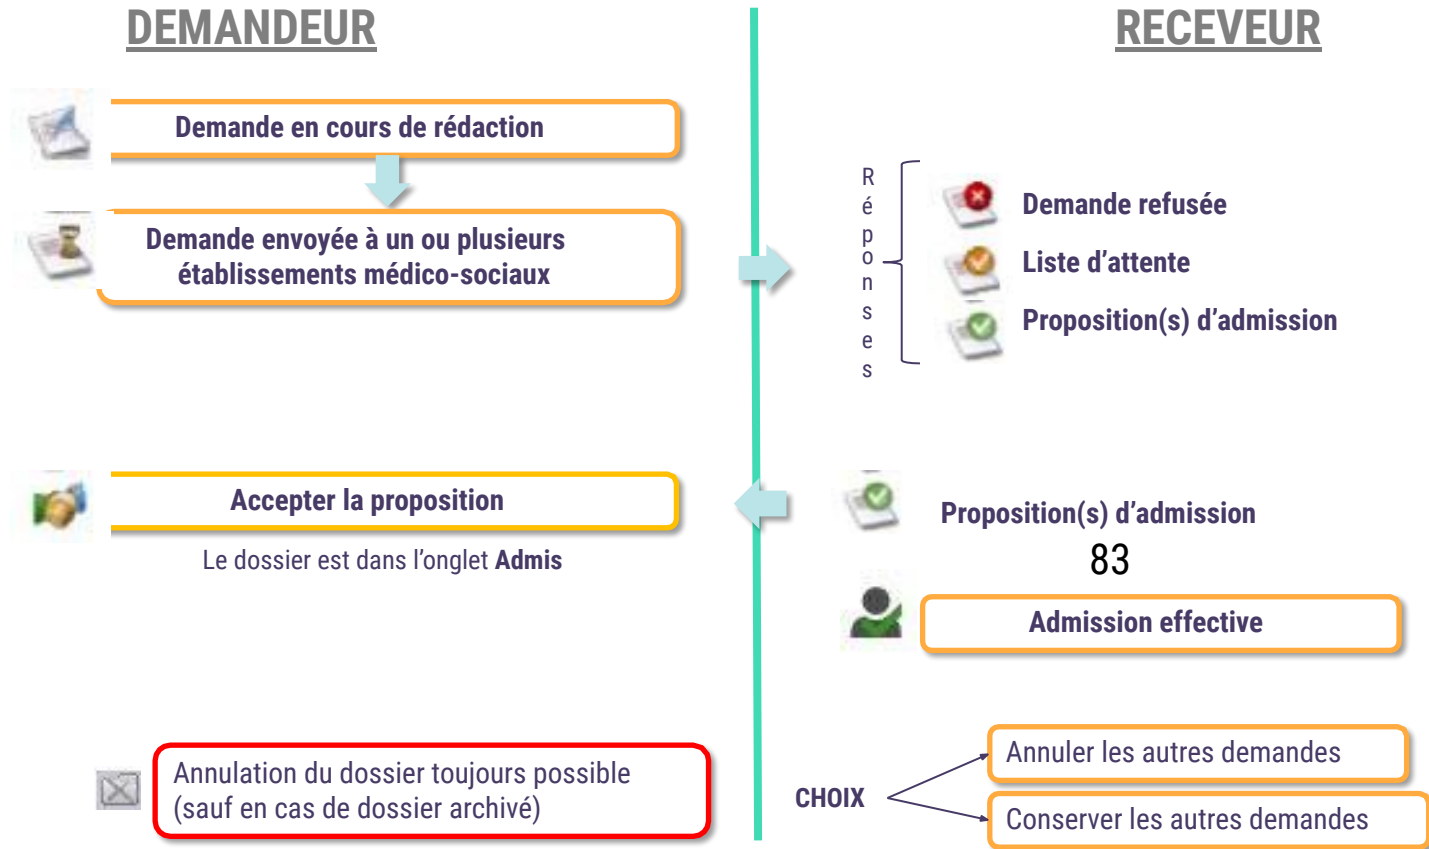 DEMANDEUR
RECEVEUR
Demande en cours de rédaction
Demande envoyée à un ou plusieurs
établissements médico-sociaux
R
é
p
o
n
s
e
s
Demande refusée
Liste d'attente
Proposition(s) d'admission
Accepter la proposition
Le dossier est dans l'onglet Admis
Proposition(s) d'admission
83
Admission effective
Annulation du dossier toujours possible
(sauf en cas de dossier archivé)
CHOIX
Annuler les autres demandes
Conserver les autres demandes